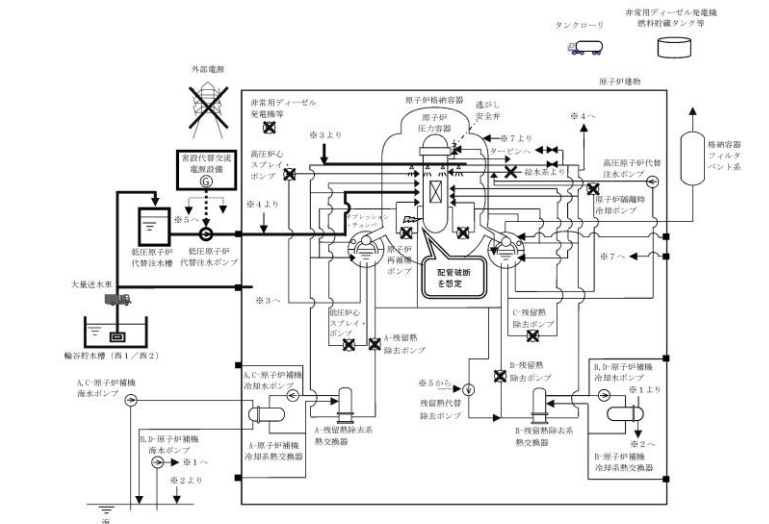 タンクローリ
非常用ディーゼル発電機
燃料貯蔵タンク等
外部電源
原子炉建物
非常用ディーゼル
発電機等
原子炉格納容器
原子炉
圧力容器
逃がし
安全弁
※4へ
※3より
※7より
タービンへ
給水系より
格納容器
フィルタ
ベント系
常設代替交流
電源設備
G
高圧炉心
スプレイ・
ポンプ
高圧原子炉代替
注水ポンプ
原子炉隔離時
冷却ポンプ
※5へ
※4より
サプレッション
・チェンバ
低圧原子炉
代替注水槽
低圧原子炉
代替注水ポンプ
原子炉
再循環
ポンプ
配管破断
を想定
※7へ
大量送水車
※3へ
低圧炉心
スプレイ・
ポンプ
A-残留熱
除去ポンプ
C-残留熱
除去ポンプ
輪谷貯水槽(西1/西2)
A,C-原子炉補機
海水ポンプ
A,C-原子炉補機
冷却水ポンプ
※5から
残留熱代替
除去ポンプ
B-残留熱
除去ポンプ
B,D-原子炉補機
冷却水ポンプ
※1より
B,D-原子炉補機
海水ポンプ
※1へ
※2より
A-原子炉補機
冷却系熱交換器
A-残留熱除去系
熱交換器
B-残留熱除去系
熱交換器
※2へ
B-原子炉補機
冷却系熱交換器
海